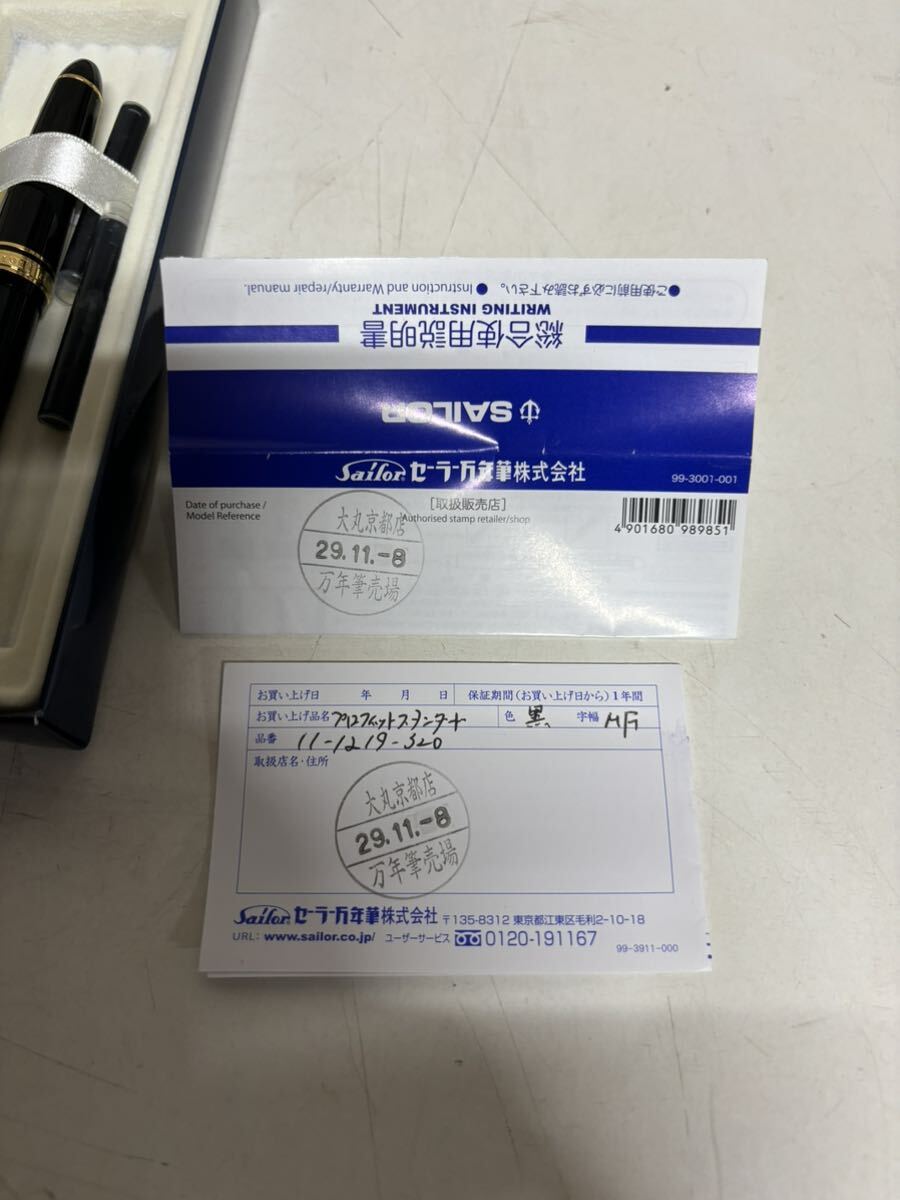 ●ご使用前に必ずお読み下さい。 ● Instruction and Warranty/repair manual.
WRITING INSTRUMENT
総合使用説明書
SAILOR
Sailor セーラー万年筆株式会社 99-3001-001
Date of purchase /
Model Reference
[取扱販売店]
Authorised stamp retailer/shop
4 901680 989851
大丸京都店
29.11.-8
万年筆売場
お買い上げ日 年 月 日 保証期間(お買い上げ日から)1年間
お買い上げ品名 プロフィットスタンダード 色 黒 字幅 MF
品番 11-1219-320
取扱店名・住所
大丸京都店
29.11.-8
万年筆売場
Sailor セーラー万年筆株式会社 〒135-8312 東京都江東区毛利2-10-18
URL: www.sailor.co.jp/ ユーザーサービス 0120-191167
99-3911-000